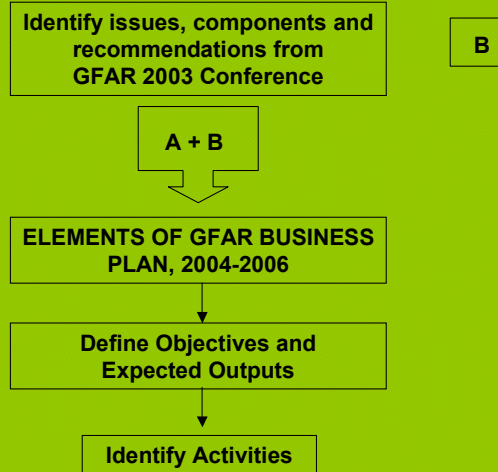 Identify issues, components and
recommendations from
GFAR 2003 Conference
B
A + B
ELEMENTS OF GFAR BUSINESS
PLAN, 2004-2006
Define Objectives and
Expected Outputs
Identify Activities